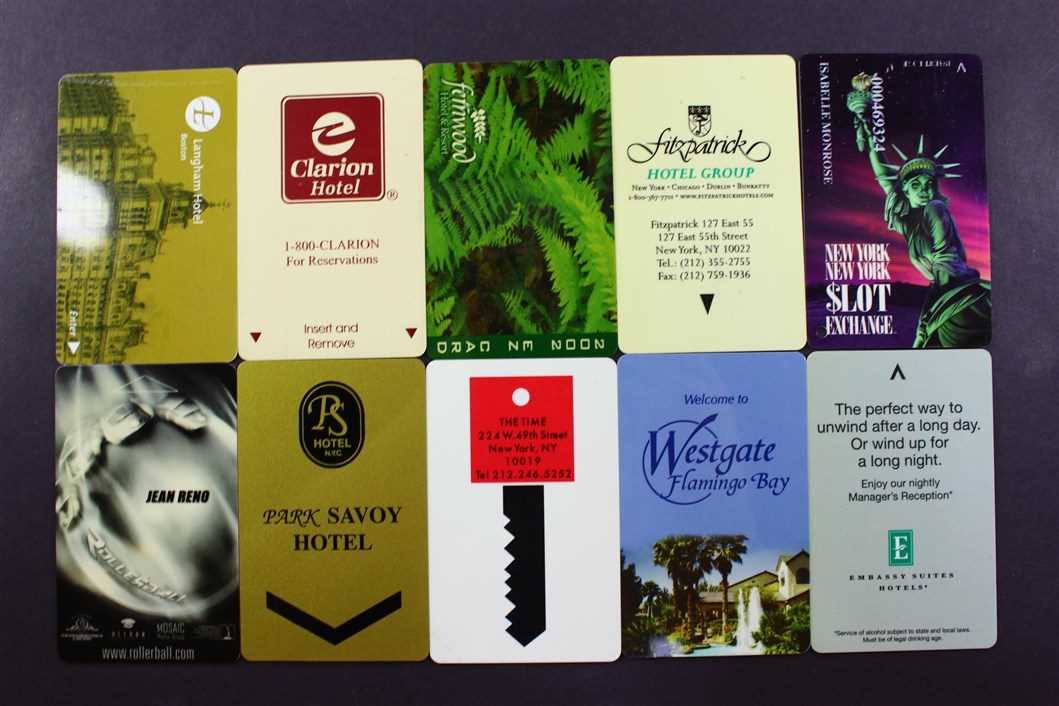 Langham Hotel
Boston
Enter
Clarion
Hotel
®
1-800-CLARION
For Reservations
Insert and
Remove
fernwood
Hotel & Resort
2002 EZ CARD
fitzpatrick
HOTEL GROUP
New York • Chicago • Dublin • Bunratty
1-800-367-7701 • www.fitzpatrickhotels.com
Fitzpatrick 127 East 55
127 East 55th Street
New York, NY 10022
Tel.: (212) 355-2755
Fax: (212) 759-1936
000469324
ISABELLE MONROSE
NEW YORK
NEW YORK
$LOT
EXCHANGE
JEAN RENO
ROLLERBALL
MOSAIC
www.rollerball.com
PS
HOTEL
N.Y.C.
PARK SAVOY
HOTEL
THE TIME
224 W.49th Street
New York, NY
10019
Tel 212.246.5252
Welcome to
Westgate
Flamingo Bay
The perfect way to
unwind after a long day.
Or wind up for
a long night.
Enjoy our nightly
Manager's Reception*
E
EMBASSY SUITES
HOTELS®
*Service of alcohol subject to state and local laws.
Must be of legal drinking age.